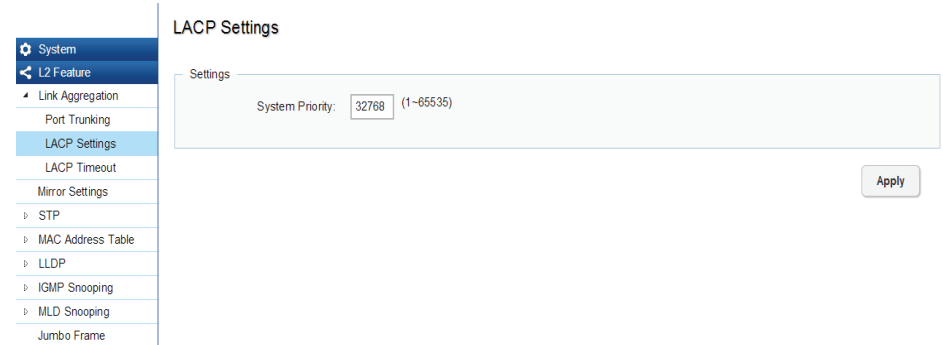 LACP Settings
System
L2 Feature
Link Aggregation
Port Trunking
LACP Settings
LACP Timeout
Mirror Settings
STP
MAC Address Table
LLDP
IGMP Snooping
MLD Snooping
Jumbo Frame
Settings
System Priority: 32768 (1~65535)
Apply